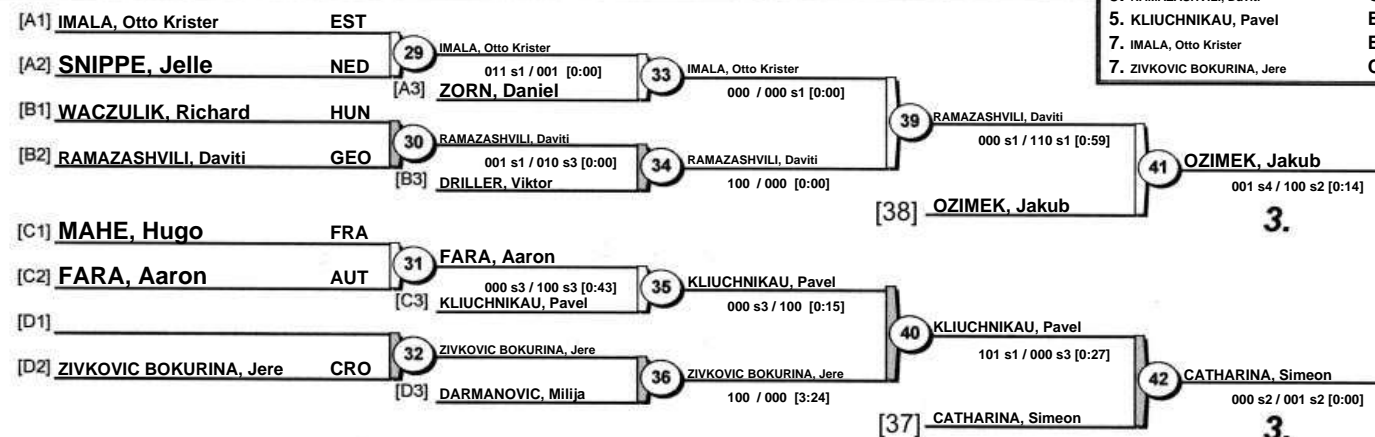 5. KLIUCHNIKAU, Pavel
7. IMALA, Otto Krister
7. ZIVKOVIC BOKURINA, Jere
[A1] IMALA, Otto Krister EST
[A2] SNIPPE, Jelle NED
29 IMALA, Otto Krister
011 s1 / 001 [0:00]
[A3] ZORN, Daniel
33 IMALA, Otto Krister
000 / 000 s1 [0:00]
[B1] WACZULIK, Richard HUN
[B2] RAMAZASHVILI, Daviti GEO
30 RAMAZASHVILI, Daviti
001 s1 / 010 s3 [0:00]
[B3] DRILLER, Viktor
34 RAMAZASHVILI, Daviti
100 / 000 [0:00]
39 RAMAZASHVILI, Daviti
000 s1 / 110 s1 [0:59]
[38] OZIMEK, Jakub
41 OZIMEK, Jakub
001 s4 / 100 s2 [0:14]
3.
[C1] MAHE, Hugo FRA
[C2] FARA, Aaron AUT
31 FARA, Aaron
000 s3 / 100 s3 [0:43]
[C3] KLIUCHNIKAU, Pavel
35 KLIUCHNIKAU, Pavel
000 s3 / 100 [0:15]
[D1]
[D2] ZIVKOVIC BOKURINA, Jere CRO
32 ZIVKOVIC BOKURINA, Jere
[D3] DARMANOVIC, Milija
36 ZIVKOVIC BOKURINA, Jere
100 / 000 [3:24]
40 KLIUCHNIKAU, Pavel
101 s1 / 000 s3 [0:27]
[37] CATHARINA, Simeon
42 CATHARINA, Simeon
000 s2 / 001 s2 [0:00]
3.